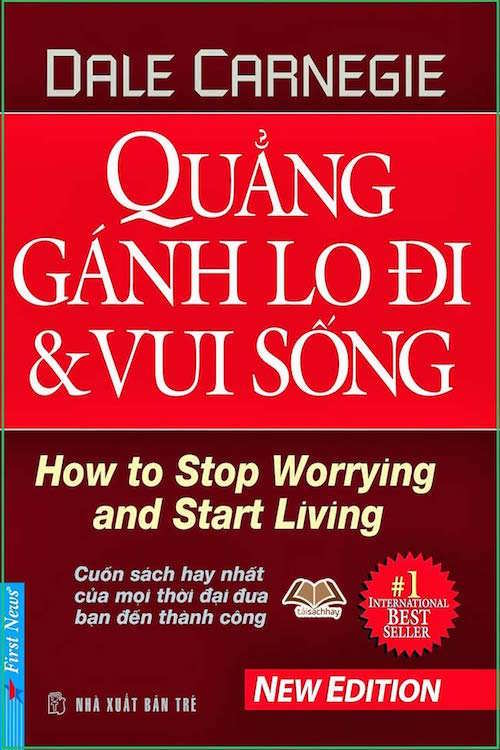 DALE CARNEGIE
QUẲNG
GÁNH LO ĐI
& VUI SỐNG
How to Stop Worrying
and Start Living
Cuốn sách hay nhất
của mọi thời đại đưa
bạn đến thành công
tảisáchhay
#1
INTERNATIONAL
BEST
SELLER
First News
NHÀ XUẤT BẢN TRẺ
NEW EDITION